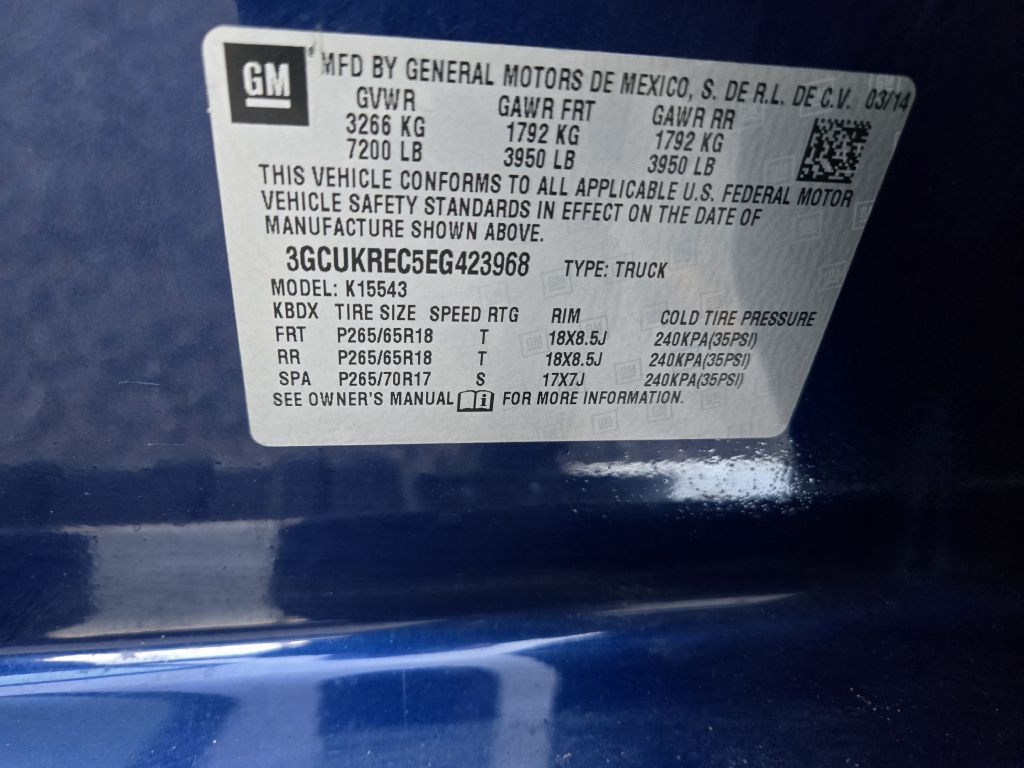 GM ® MFD BY GENERAL MOTORS DE MEXICO, S. DE R.L. DE C.V. 03/14
GVWR GAWR FRT GAWR RR
3266 KG 1792 KG 1792 KG
7200 LB 3950 LB 3950 LB
THIS VEHICLE CONFORMS TO ALL APPLICABLE U.S. FEDERAL MOTOR
VEHICLE SAFETY STANDARDS IN EFFECT ON THE DATE OF
MANUFACTURE SHOWN ABOVE.
3GCUKREC5EG423968 TYPE: TRUCK
MODEL: K15543
KBDX TIRE SIZE SPEED RTG RIM COLD TIRE PRESSURE
FRT P265/65R18 T 18X8.5J 240KPA(35PSI)
RR P265/65R18 T 18X8.5J 240KPA(35PSI)
SPA P265/70R17 S 17X7J 240KPA(35PSI)
SEE OWNER'S MANUAL i FOR MORE INFORMATION.